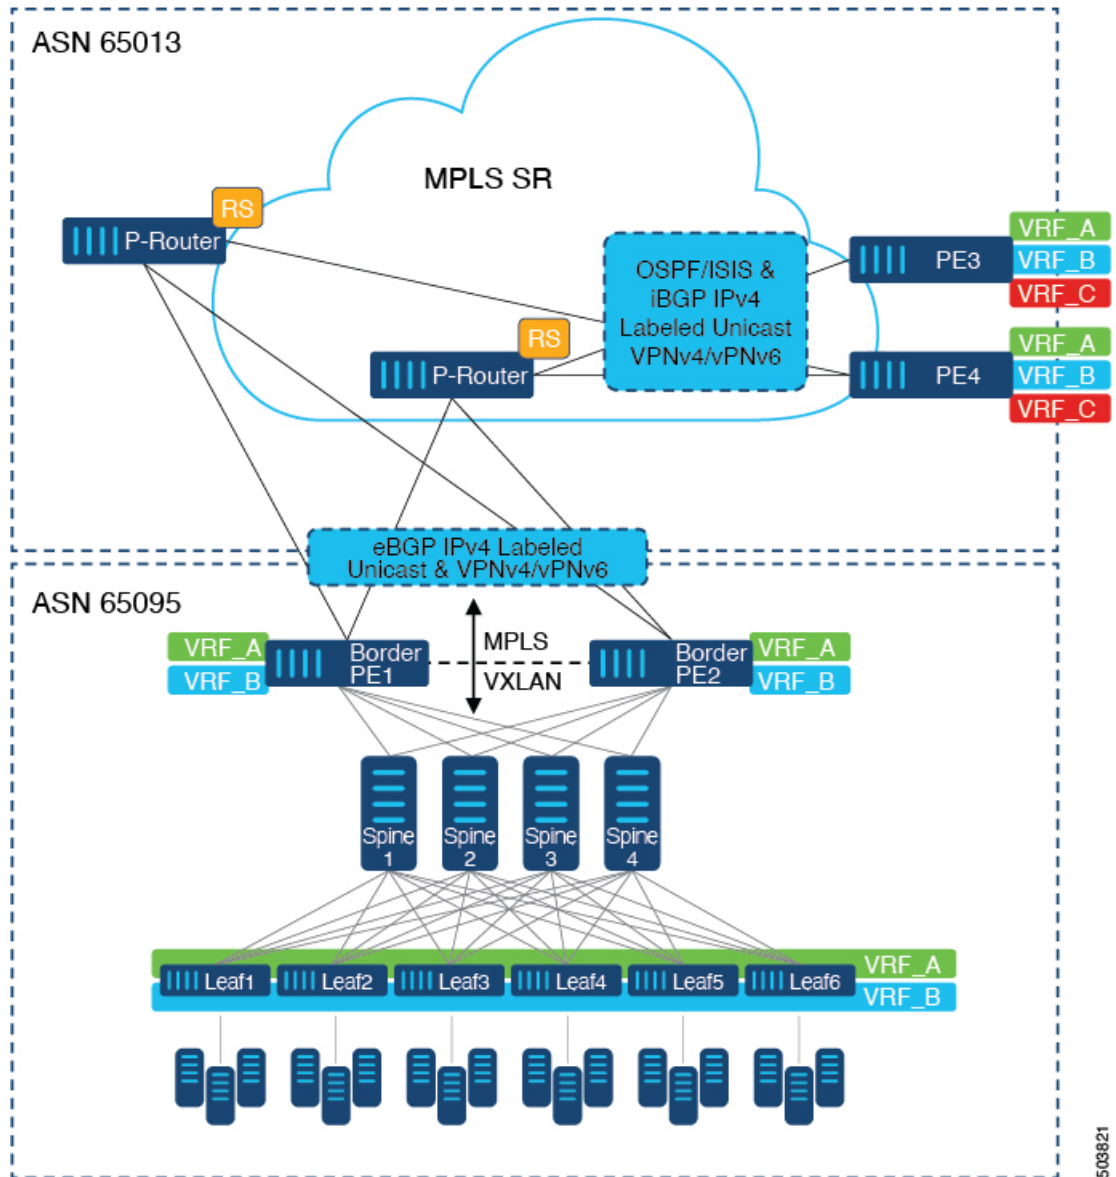 ASN 65013
MPLS SR
RS
P-Router
OSPF/ISIS &
iBGP IPv4
Labeled Unicast
VPNv4/vPNv6
PE3
VRF_A
VRF_B
VRF_C
RS
P-Router
PE4
VRF_A
VRF_B
VRF_C
eBGP IPv4 Labeled
Unicast & VPNv4/vPNv6
ASN 65095
VRF_A
VRF_B
Border
PE1
MPLS
VXLAN
Border
PE2
VRF_A
VRF_B
Spine
1
Spine
2
Spine
3
Spine
4
VRF_A
Leaf1
Leaf2
Leaf3
Leaf4
Leaf5
Leaf6
VRF_B
503821